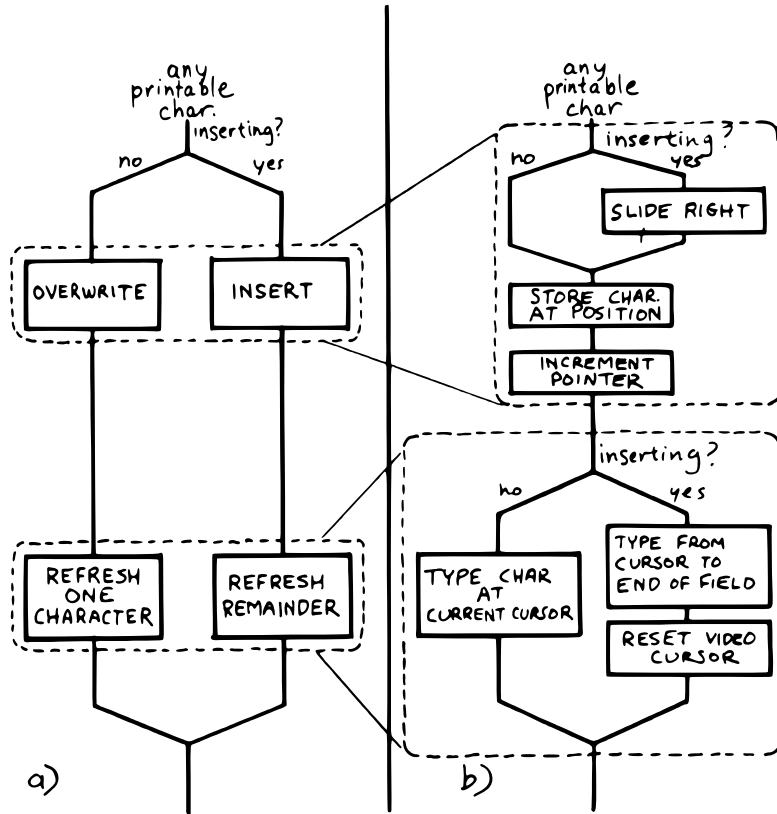 any
printable
char.
inserting?
no
yes
OVERWRITE
INSERT
REFRESH
ONE
CHARACTER
REFRESH
REMAINDER
a)
any
printable
char
inserting?
no
yes
SLIDE RIGHT
STORE CHAR.
AT POSITION
INCREMENT
POINTER
inserting?
no
yes
TYPE CHAR
AT
CURRENT CURSOR
TYPE FROM
CURSOR TO
END OF FIELD
RESET VIDEO
CURSOR
b)